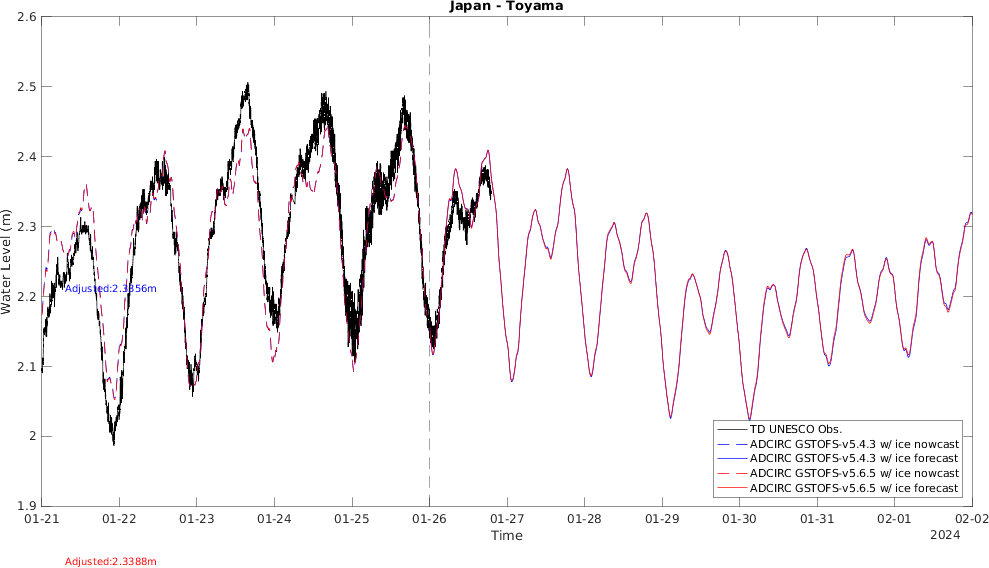 Japan - Toyama
2.6
2.5
2.4
2.3
2.2
2.1
2
1.9
Water Level (m)
Adjusted:2.3356m
TD UNESCO Obs.
ADCIRC GSTOFS-v5.4.3 w/ ice nowcast
ADCIRC GSTOFS-v5.4.3 w/ ice forecast
ADCIRC GSTOFS-v5.6.5 w/ ice nowcast
ADCIRC GSTOFS-v5.6.5 w/ ice forecast
01-21 01-22 01-23 01-24 01-25 01-26 01-27 01-28 01-29 01-30 01-31 02-01 02-02
Time
2024
Adjusted:2.3388m